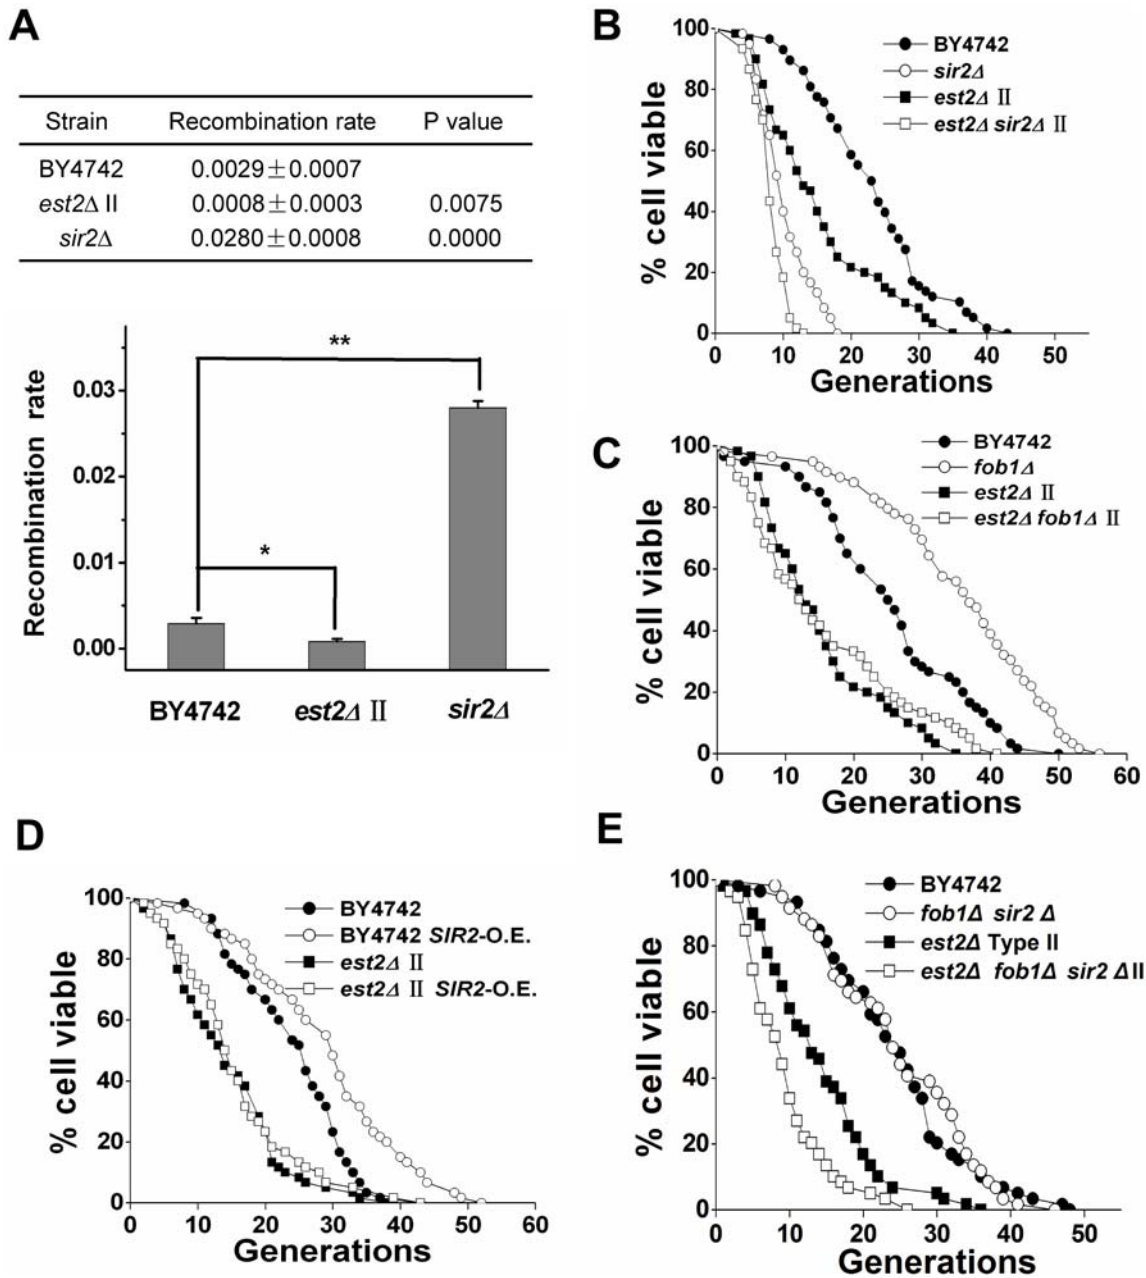 A
Strain Recombination rate P value
BY4742 0.0029±0.0007
est2Δ II 0.0008±0.0003 0.0075
sir2Δ 0.0280±0.0008 0.0000
**
*
0.03
0.02
0.01
0.00
Recombination rate
BY4742 est2Δ II sir2Δ
B
BY4742
sir2Δ
est2Δ II
est2Δ sir2Δ II
100
80
60
40
20
0
% cell viable
0 10 20 30 40 50
Generations
C
BY4742
fob1Δ
est2Δ II
est2Δ fob1Δ II
100
80
60
40
20
0
% cell viable
0 10 20 30 40 50 60
Generations
D
BY4742
BY4742 SIR2-O.E.
est2Δ II
est2Δ II SIR2-O.E.
100
80
60
40
20
0
% cell viable
0 10 20 30 40 50 60
Generations
E
BY4742
fob1Δ sir2 Δ
est2Δ Type II
est2Δ fob1Δ sir2 ΔII
100
80
60
40
20
0
% cell viable
0 10 20 30 40 50
Generations